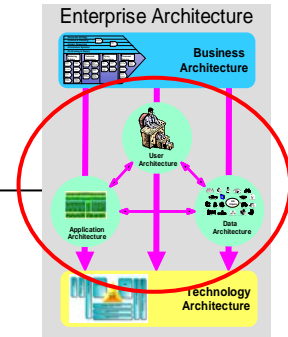 Enterprise Architecture
Business
Architecture
User
Architecture
Application
Architecture
Data
Architecture
Technology
Architecture